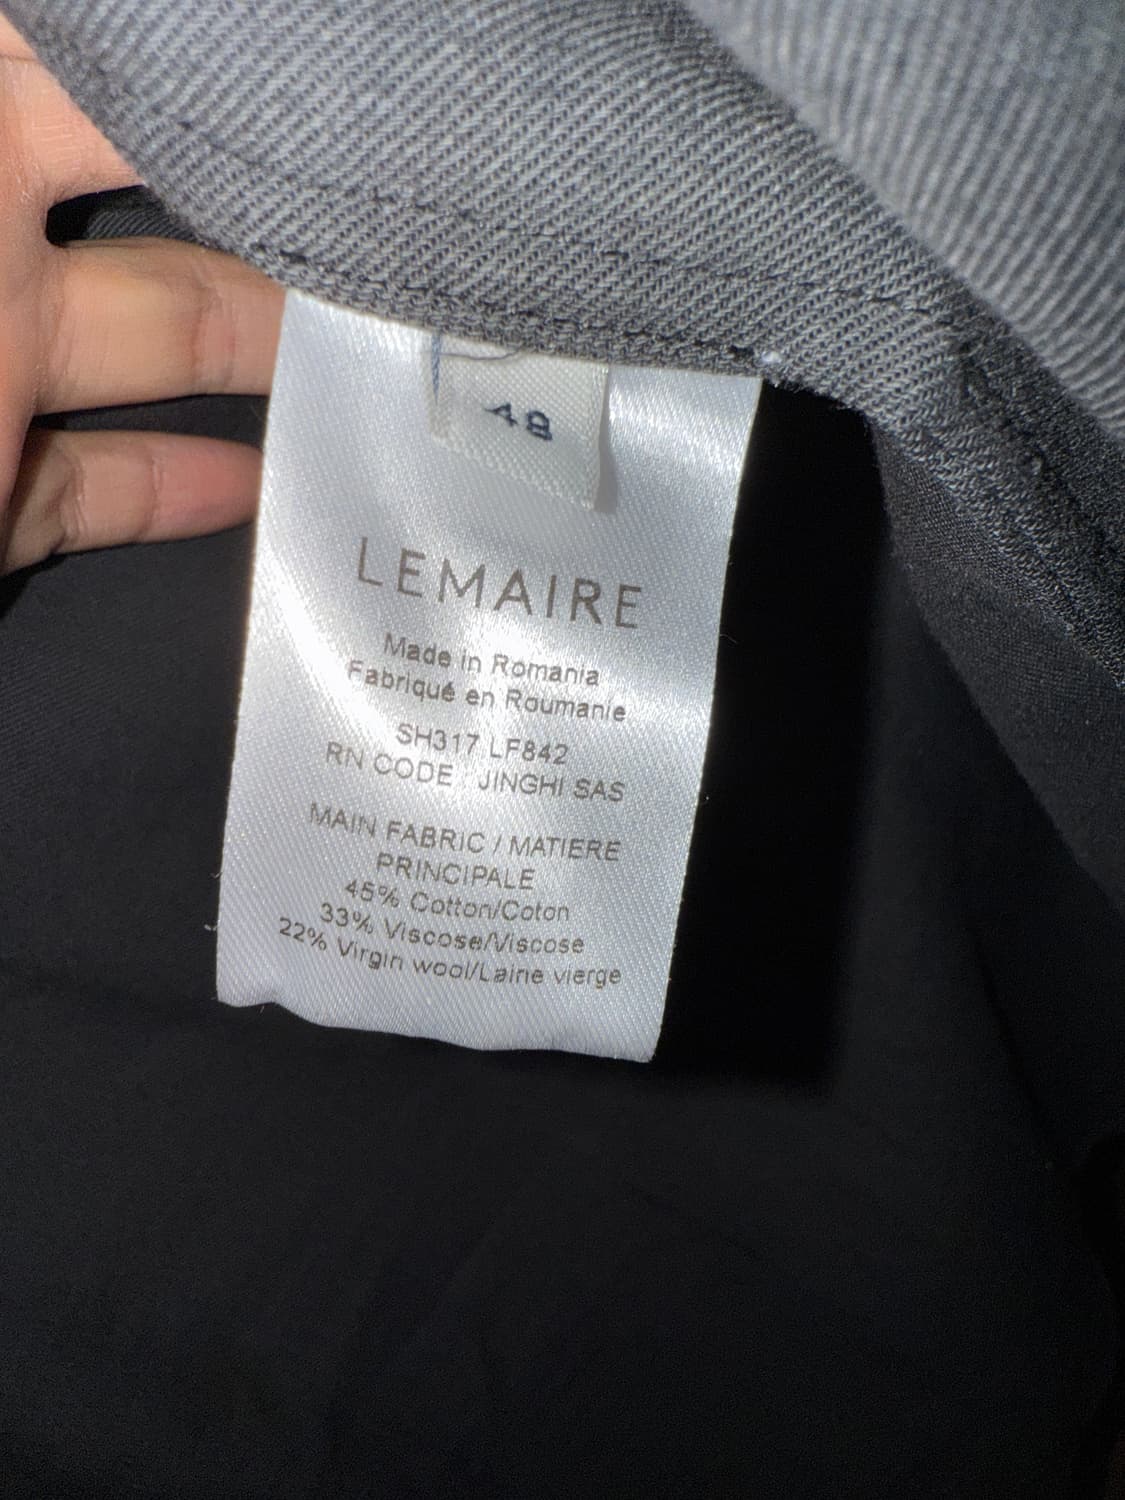 48
LEMAIRE
Made in Romania
Fabriqué en Roumanie
SH317 LF842
RN CODE : JINGHI SAS
MAIN FABRIC / MATIERE
PRINCIPALE
45% Cotton/Coton
33% Viscose/Viscose
22% Virgin wool/Laine vierge